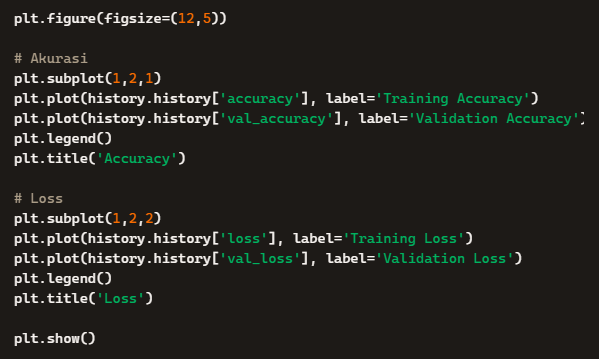 plt.figure(figsize=(12,5))

# Akurasi
plt.subplot(1,2,1)
plt.plot(history.history['accuracy'], label='Training Accuracy')
plt.plot(history.history['val_accuracy'], label='Validation Accuracy')
plt.legend()
plt.title('Accuracy')

# Loss
plt.subplot(1,2,2)
plt.plot(history.history['loss'], label='Training Loss')
plt.plot(history.history['val_loss'], label='Validation Loss')
plt.legend()
plt.title('Loss')

plt.show()